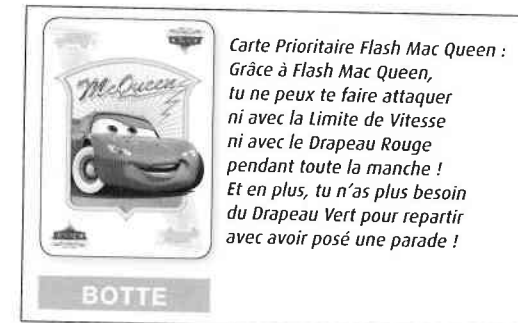 McQueen
BOTTE
Carte Prioritaire Flash Mac Queen :
Grâce à Flash Mac Queen,
tu ne peux te faire attaquer
ni avec la Limite de Vitesse
ni avec le Drapeau Rouge
pendant toute la manche !
Et en plus, tu n'as plus besoin
du Drapeau Vert pour repartir
avec avoir posé une parade !